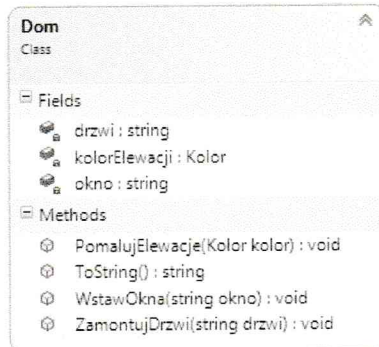 Dom
Class
Fields
drzwi : string
kolorElewacji : Kolor
okno : string
Methods
PomalujElewacje(Kolor kolor) : void
ToString() : string
WstawOkna(string okno) : void
ZamontujDrzwi(string drzwi) : void